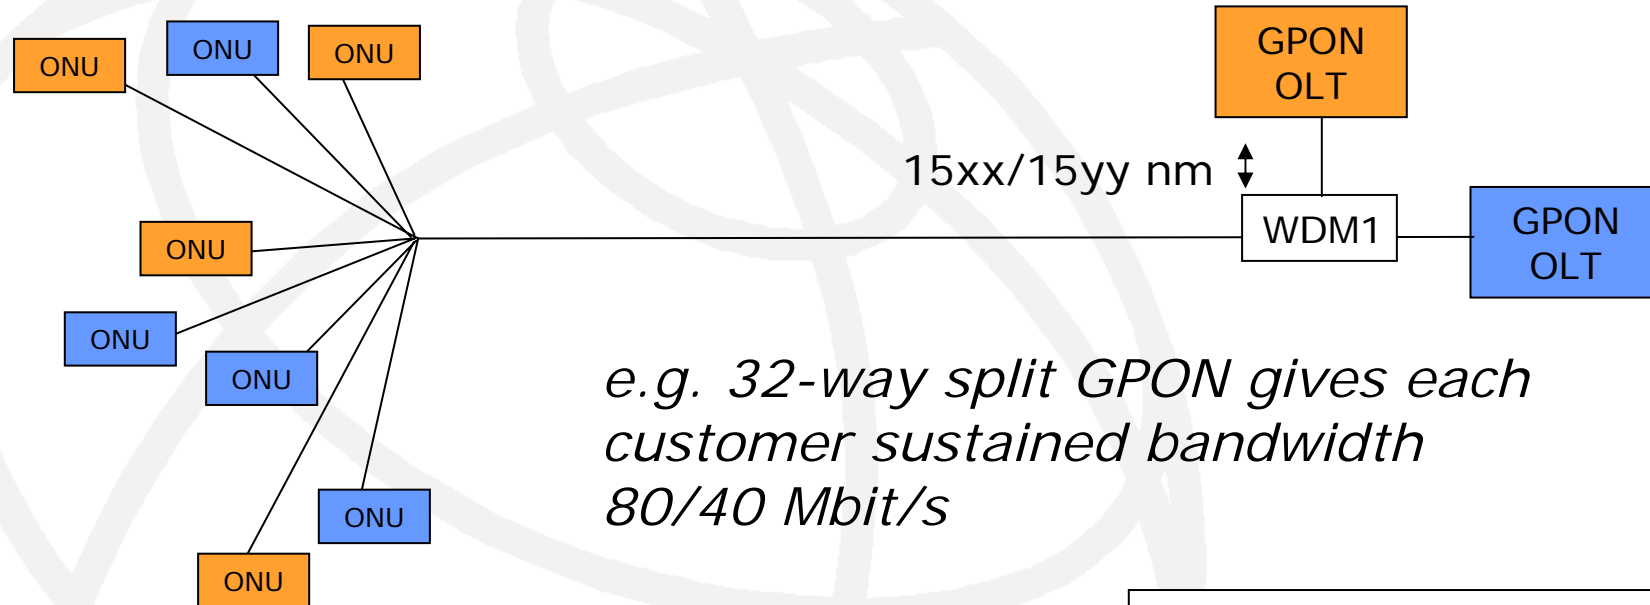 ONU
ONU
ONU
GPON
OLT
15xx/15yy nm
WDM1
GPON
OLT
ONU
ONU
ONU
e.g. 32-way split GPON gives each
customer sustained bandwidth
80/40 Mbit/s
ONU
ONU